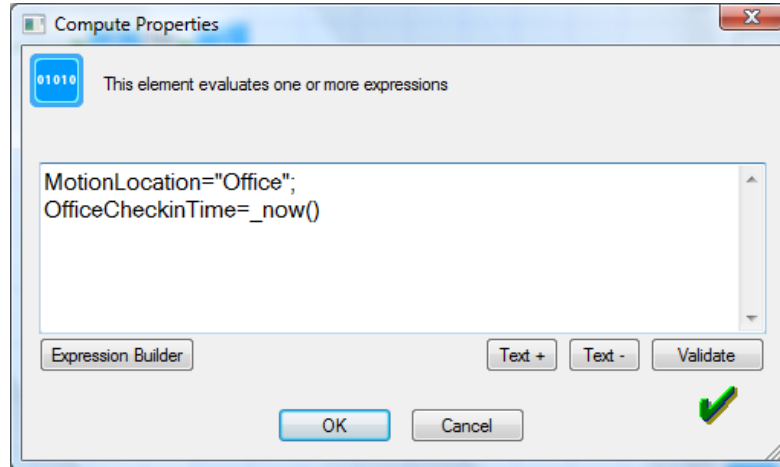 Compute Properties
X
01010
This element evaluates one or more expressions
MotionLocation="Office";
OfficeCheckinTime=_now()
Expression Builder
Text +
Text -
Validate
OK
Cancel